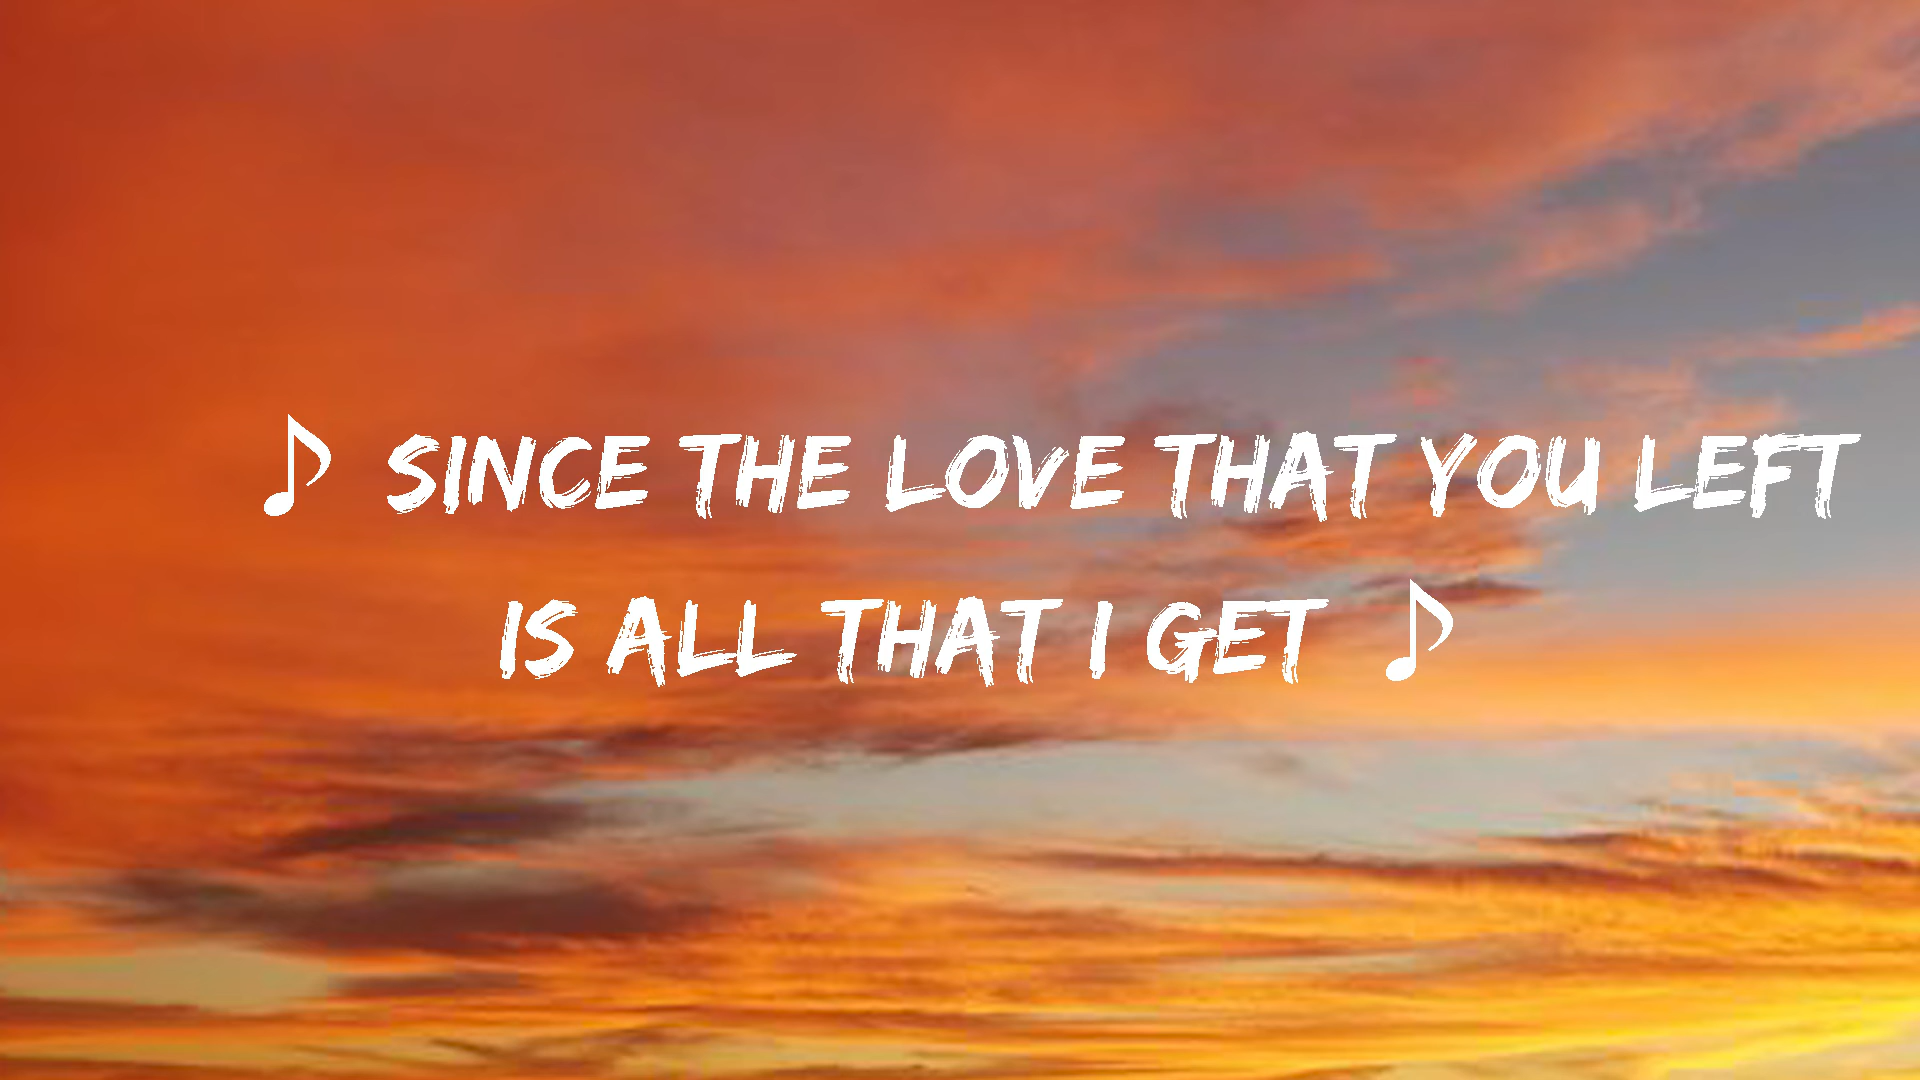 ♪ SINCE THE LOVE THAT YOU LEFT
IS ALL THAT I GET ♪